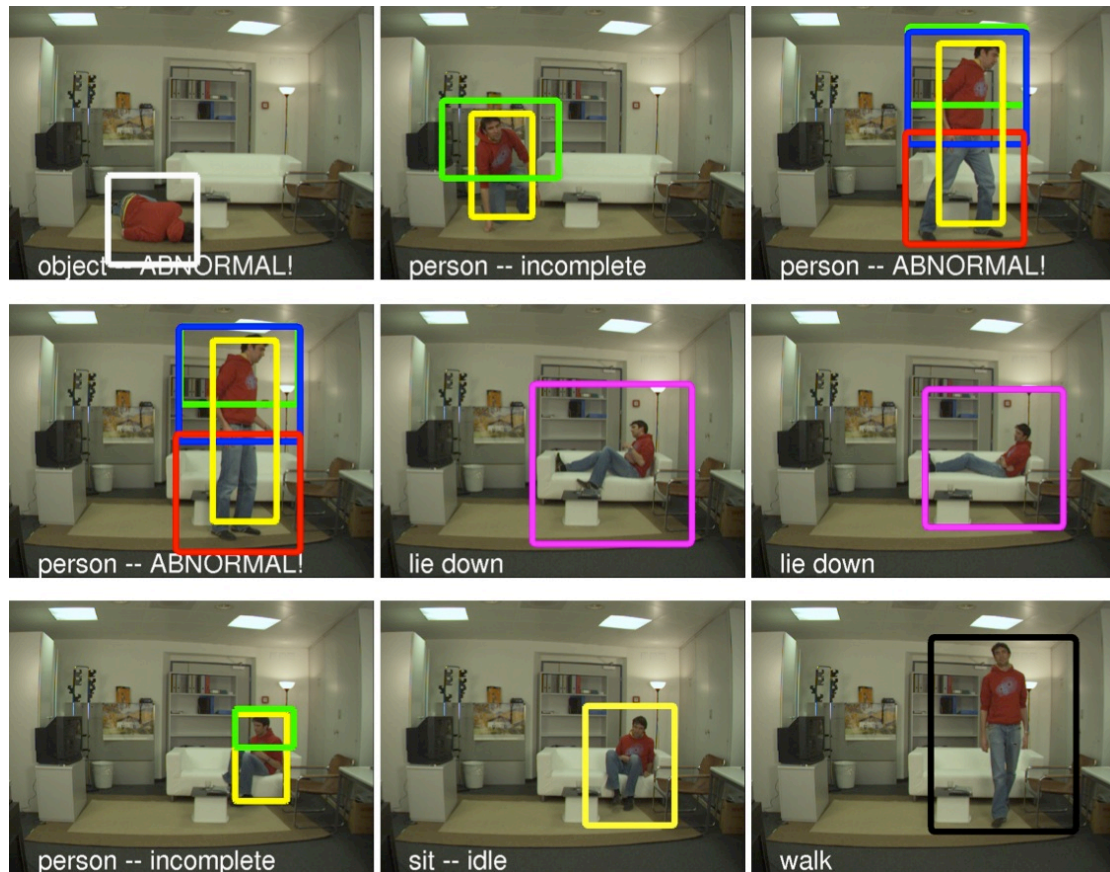 object -- ABNORMAL!
person -- incomplete
person -- ABNORMAL!
person -- ABNORMAL!
lie down
lie down
person -- incomplete
sit -- idle
walk